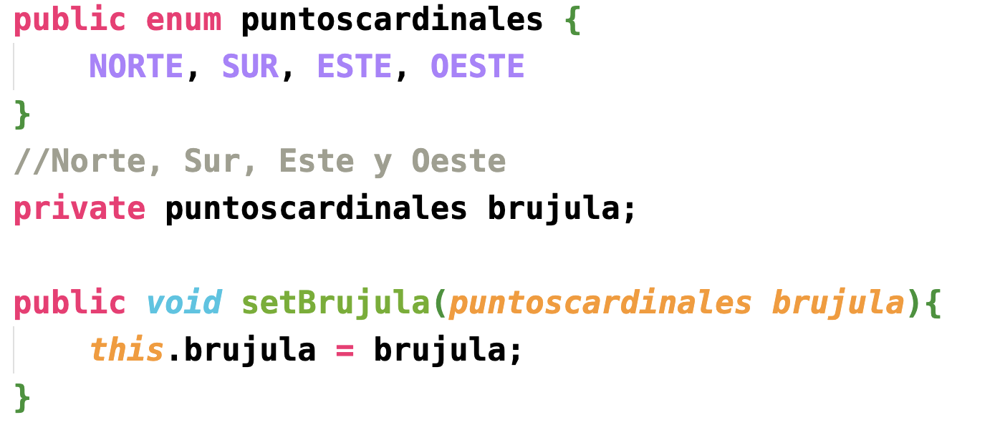 public enum puntoscardinales {
    NORTE, SUR, ESTE, OESTE
}
//Norte, Sur, Este y Oeste
private puntoscardinales brujula;

public void setBrujula(puntoscardinales brujula){
    this.brujula = brujula;
}